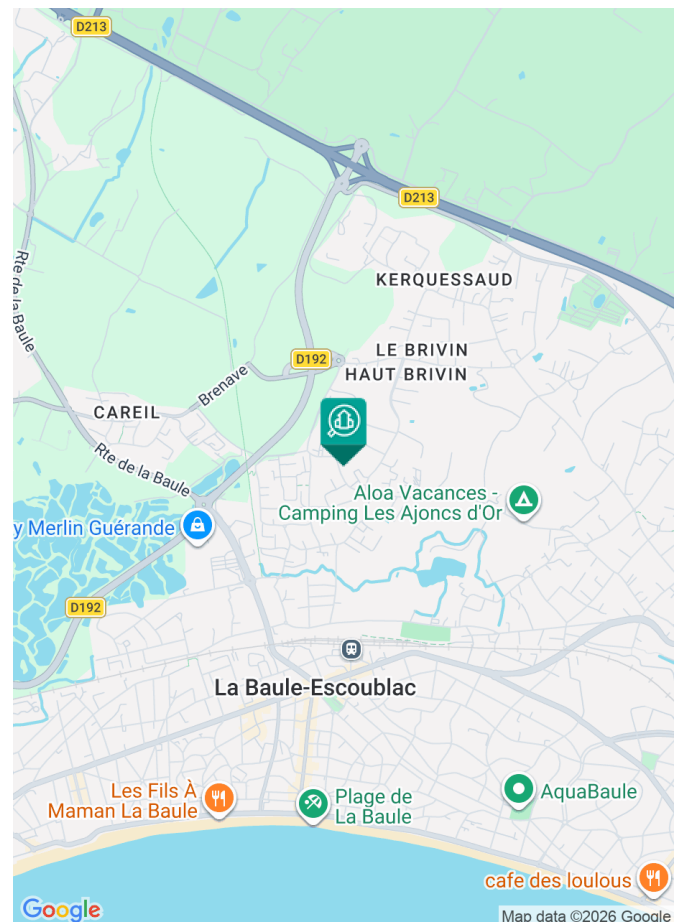 D213
D213
KERQUESSAUD
Rte de la Baule
LE BRIVIN
HAUT BRIVIN
D192
Brenave
CAREIL
Rte de la Baule
Aloa Vacances -
Camping Les Ajoncs d'Or
y Merlin Guérande
D192
La Baule-Escoublac
Les Fils À
Maman La Baule
Plage de
La Baule
AquaBaule
cafe des loulous
Google
Map data ©2026 Google